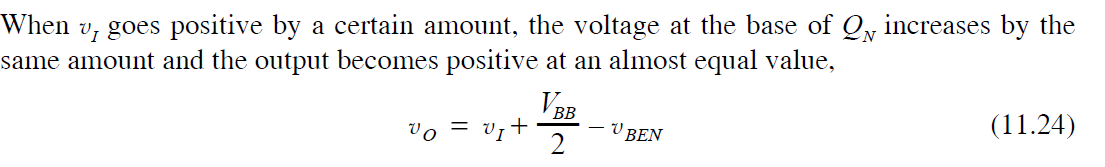 When v_I goes positive by a certain amount, the voltage at the base of Q_N increases by the
same amount and the output becomes positive at an almost equal value,
v_O = v_I + V_BB/2 − v_BEN (11.24)